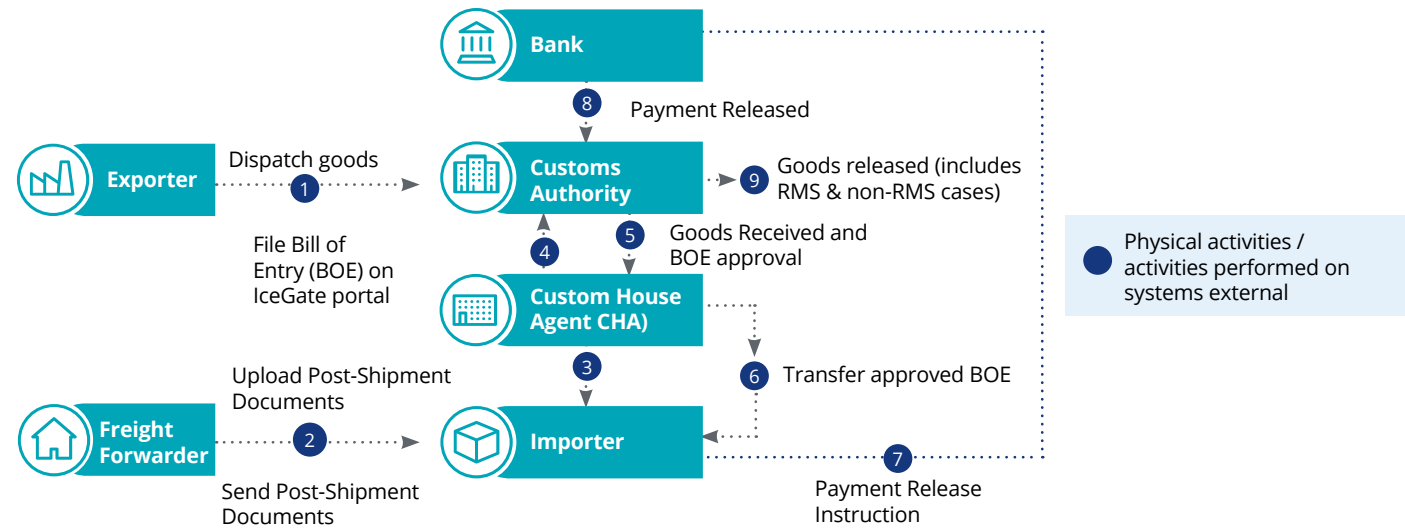 Bank
8
Payment Released
Exporter
Dispatch goods
1
Customs
Authority
9
Goods released (includes
RMS & non-RMS cases)
File Bill of
Entry (BOE) on
IceGate portal
4
5
Goods Received and
BOE approval
Physical activities /
activities performed on
systems external
Custom House
Agent CHA)
3
6
Transfer approved BOE
Upload Post-Shipment
Documents
Freight
Forwarder
2
Importer
7
Send Post-Shipment
Documents
Payment Release
Instruction